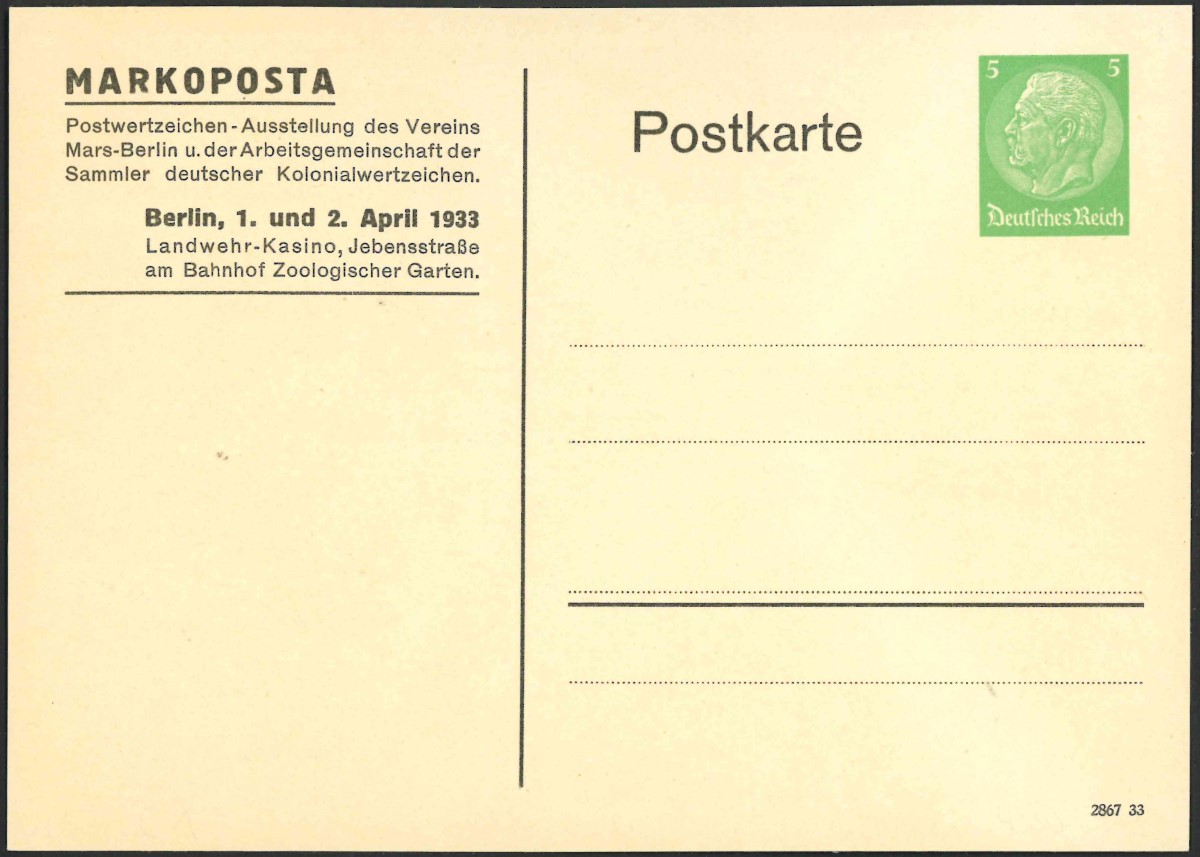 MARKOPOSTA
Postwertzeichen-Ausstellung des Vereins
Mars-Berlin u. der Arbeitsgemeinschaft der
Sammler deutscher Kolonialwertzeichen.
Berlin, 1. und 2. April 1933
Landwehr-Kasino, Jebensstraße
am Bahnhof Zoologischer Garten.
Postkarte
5 5
Deutsches Reich
2867 33